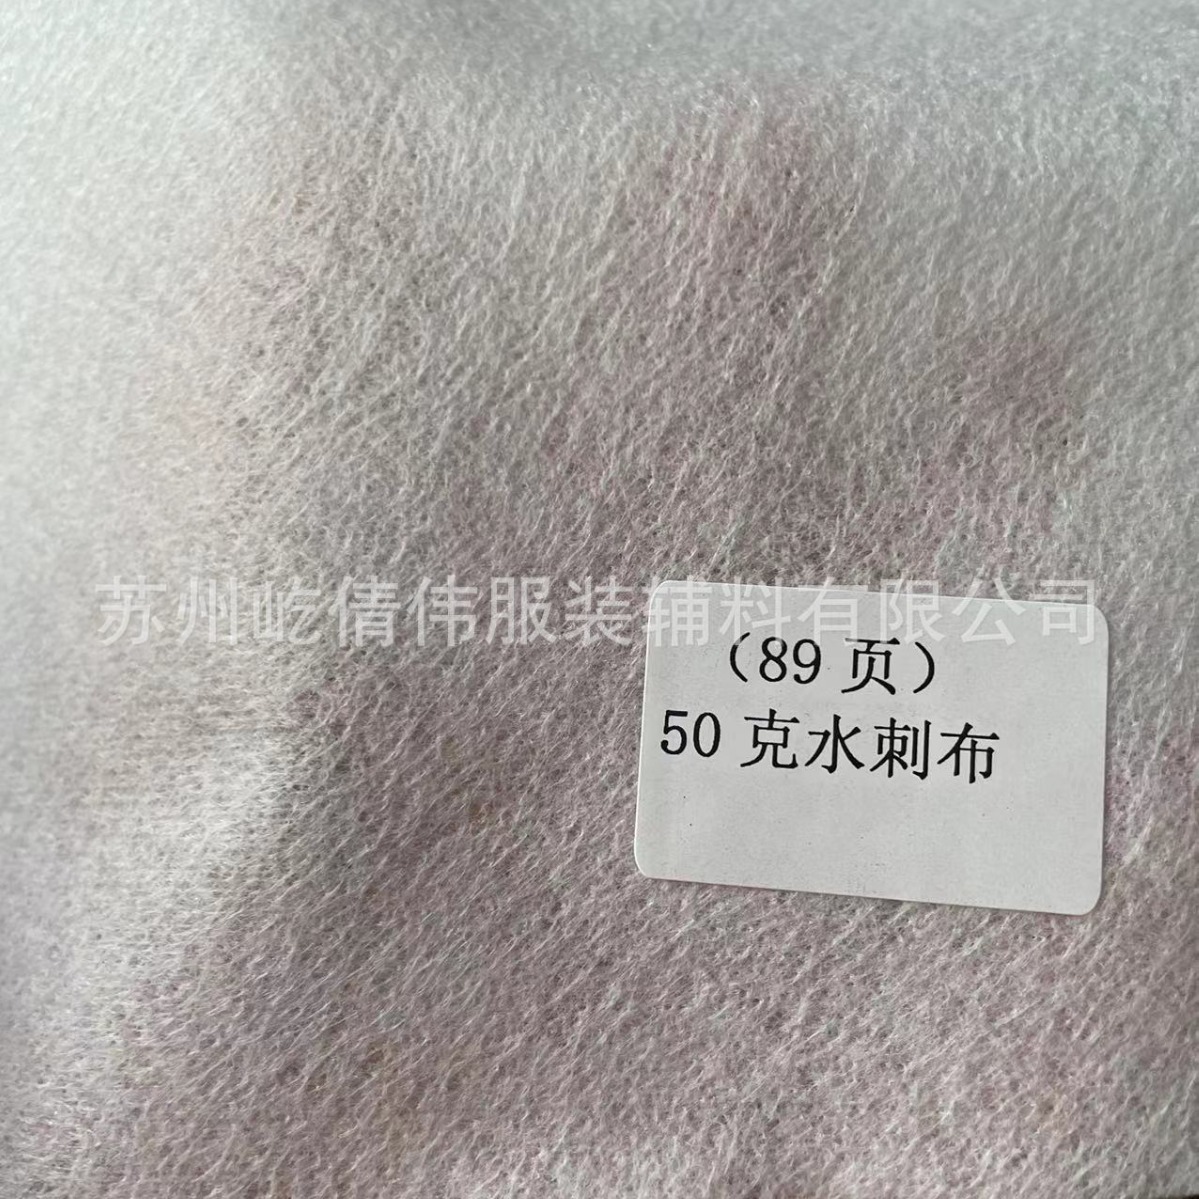 苏州屹倩伟服装辅料有限公司
（89 页）
50 克水刺布